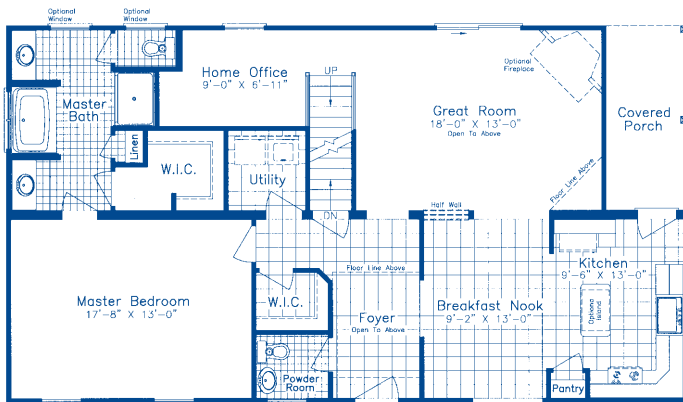 Optional
Window
Optional
Window
Home Office
9'-0" X 6'-11"
UP
Optional
Fireplace
Master
Bath
Great Room
18'-0" X 13'-0"
Open To Above
Covered
Porch
Linen
W.I.C.
Utility
Floor Line Above
DN
Half Wall
Floor Line Above
Kitchen
9'-6" X 13'-0"
Master Bedroom
17'-8" X 13'-0"
W.I.C.
Foyer
Open To Above
Breakfast Nook
9'-2" X 13'-0"
Optional
Island
Powder
Room
Pantry